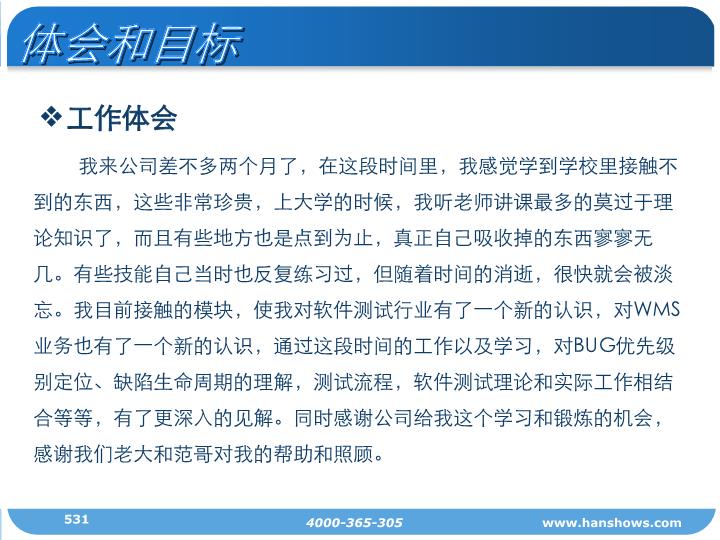 体会和目标
❖工作体会
我来公司差不多两个月了，在这段时间里，我感觉学到学校里接触不
到的东西，这些非常珍贵，上大学的时候，我听老师讲课最多的莫过于理
论知识了，而且有些地方也是点到为止，真正自己吸收掉的东西寥寥无
几。有些技能自己当时也反复练习过，但随着时间的消逝，很快就会被淡
忘。我目前接触的模块，使我对软件测试行业有了一个新的认识，对WMS
业务也有了一个新的认识，通过这段时间的工作以及学习，对BUG优先级
别定位、缺陷生命周期的理解，测试流程，软件测试理论和实际工作相结
合等等，有了更深入的见解。同时感谢公司给我这个学习和锻炼的机会，
感谢我们老大和范哥对我的帮助和照顾。
531
4000-365-305
www.hanshows.com